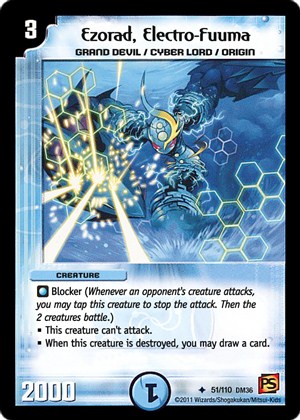 3
Ezorad, Electro-Fuuma
GRAND DEVIL / CYBER LORD / ORIGIN
CREATURE
Blocker (Whenever an opponent's creature attacks,
you may tap this creature to stop the attack. Then the
2 creatures battle.)
• This creature can't attack.
• When this creature is destroyed, you may draw a card.
51/110 DM36
PS
2000
1
©2011 Wizards/Shogakukan/Mitsui-Kids